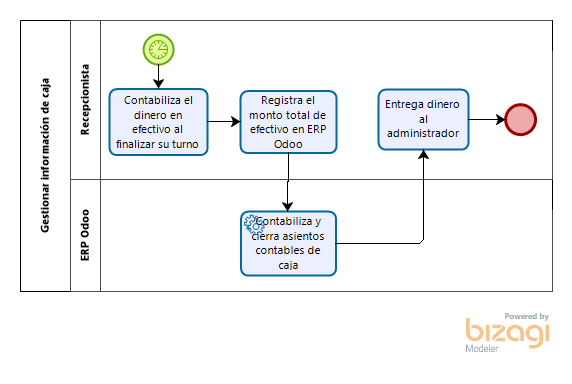 Gestionar información de caja
Recepcionista
Contabiliza el
dinero en
efectivo al
finalizar su turno
Registra el
monto total de
efectivo en ERP
Odoo
Entrega dinero
al
administrador
ERP Odoo
Contabiliza y
cierra asientos
contables de
caja
Powered by
bizagi
Modeler